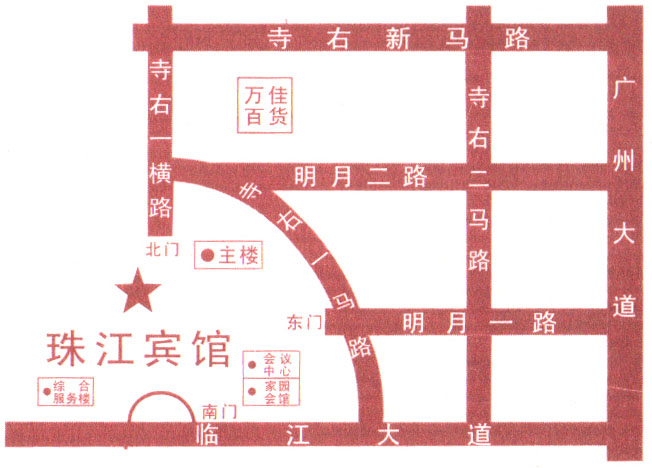 寺右新马路
寺右一横路
万佳
百货
寺右二马路
广州大道
明月二路
寺右一马路
北门
主楼
东门
明月一路
珠江宾馆
会议
中心
家园
会馆
综合
服务楼
南门
临江大道